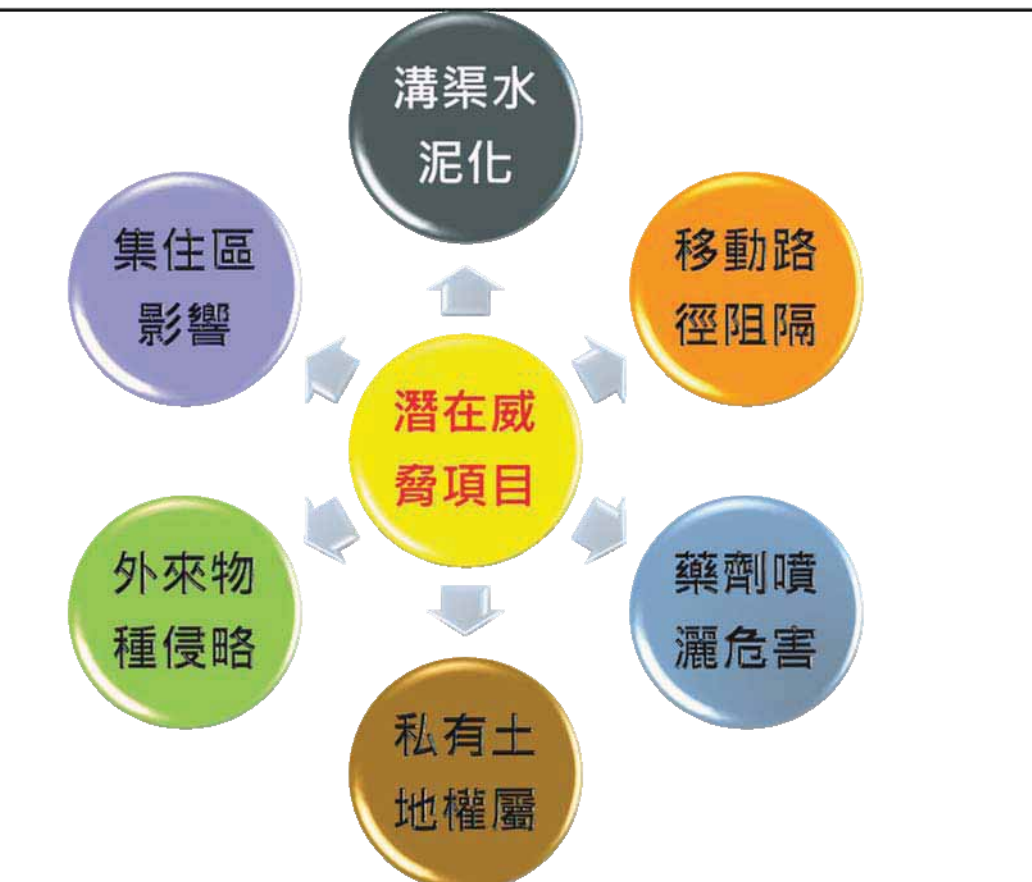 溝渠水
泥化
移動路
徑阻隔
藥劑噴
灑危害
私有土
地權屬
外來物
種侵略
集住區
影響
潛在威
脅項目